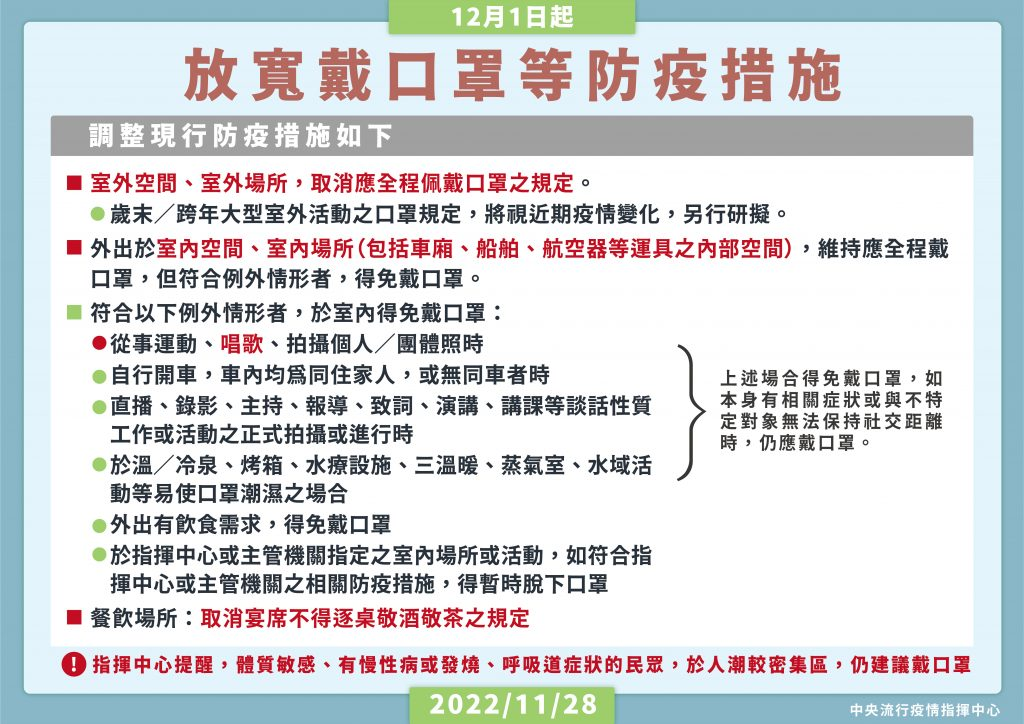 12月1日起
放寬戴口罩等防疫措施
調整現行防疫措施如下
■ 室外空間、室外場所，取消應全程佩戴口罩之規定。
●歲末／跨年大型室外活動之口罩規定，將視近期疫情變化，另行研擬。
■ 外出於室內空間、室內場所（包括車廂、船舶、航空器等運具之內部空間），維持應全程戴
口罩，但符合例外情形者，得免戴口罩。
■ 符合以下例外情形者，於室內得免戴口罩：
●從事運動、唱歌、拍攝個人／團體照時
●自行開車，車內均爲同住家人，或無同車者時
●直播、錄影、主持、報導、致詞、演講、講課等談話性質
工作或活動之正式拍攝或進行時
●於溫／冷泉、烤箱、水療設施、三溫暖、蒸氣室、水域活
動等易使口罩潮濕之場合
上述場合得免戴口罩，如
本身有相關症狀或與不特
定對象無法保持社交距離
時，仍應戴口罩。
●外出有飲食需求，得免戴口罩
●於指揮中心或主管機關指定之室內場所或活動，如符合指
揮中心或主管機關之相關防疫措施，得暫時脫下口罩
■ 餐飲場所：取消宴席不得逐桌敬酒敬茶之規定
! 指揮中心提醒，體質敏感、有慢性病或發燒、呼吸道症狀的民眾，於人潮較密集區，仍建議戴口罩
2022/11/28
中央流行疫情指揮中心